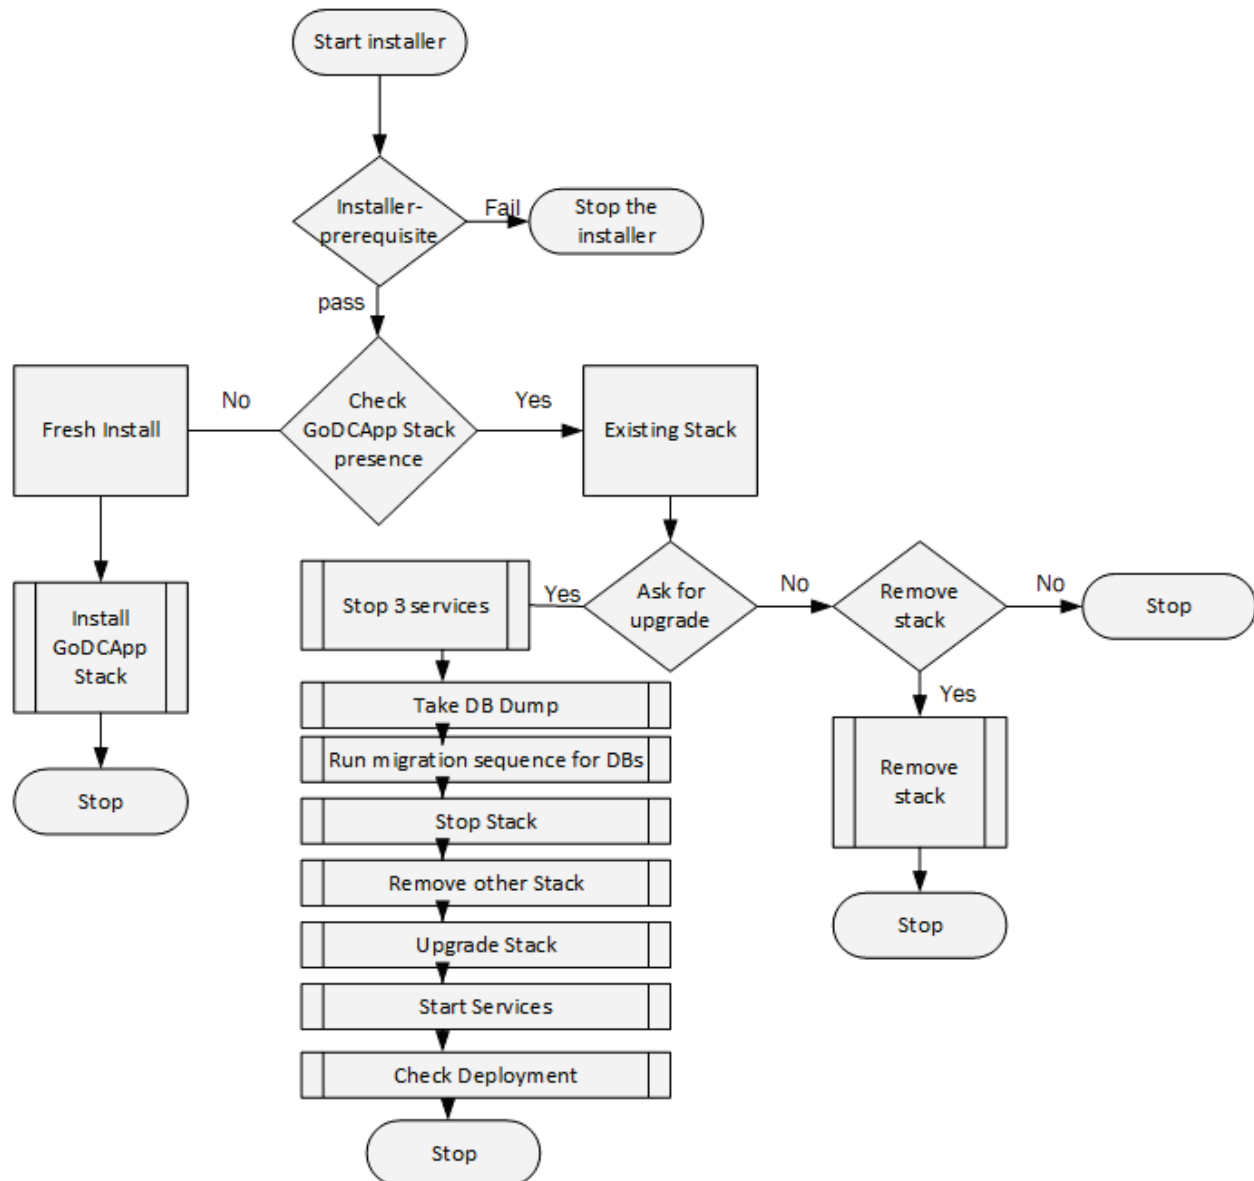 Start installer
Installer-
prerequisite
Fail
Stop the
installer
pass
Fresh Install
No
Check
GoDCApp Stack
presence
Yes
Existing Stack
Install
GoDCApp
Stack
Stop
Stop 3 services
Yes
Ask for
upgrade
No
Remove
stack
No
Stop
Yes
Remove
stack
Stop
Take DB Dump
Run migration sequence for DBs
Stop Stack
Remove other Stack
Upgrade Stack
Start Services
Check Deployment
Stop